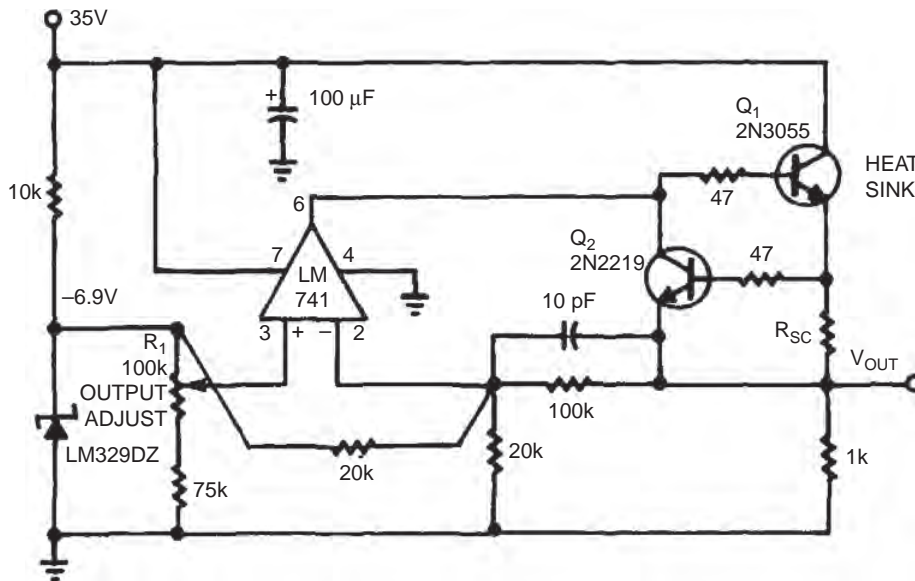 35V
+ 100 µF
Q1
2N3055
HEAT
SINK
10k
47
6
Q2
2N2219
7
4
LM
741
47
–6.9V
10 pF
3
+
–
2
RSC
R1
100k
OUTPUT
ADJUST
VOUT
100k
LM329DZ
20k
20k
1k
75k